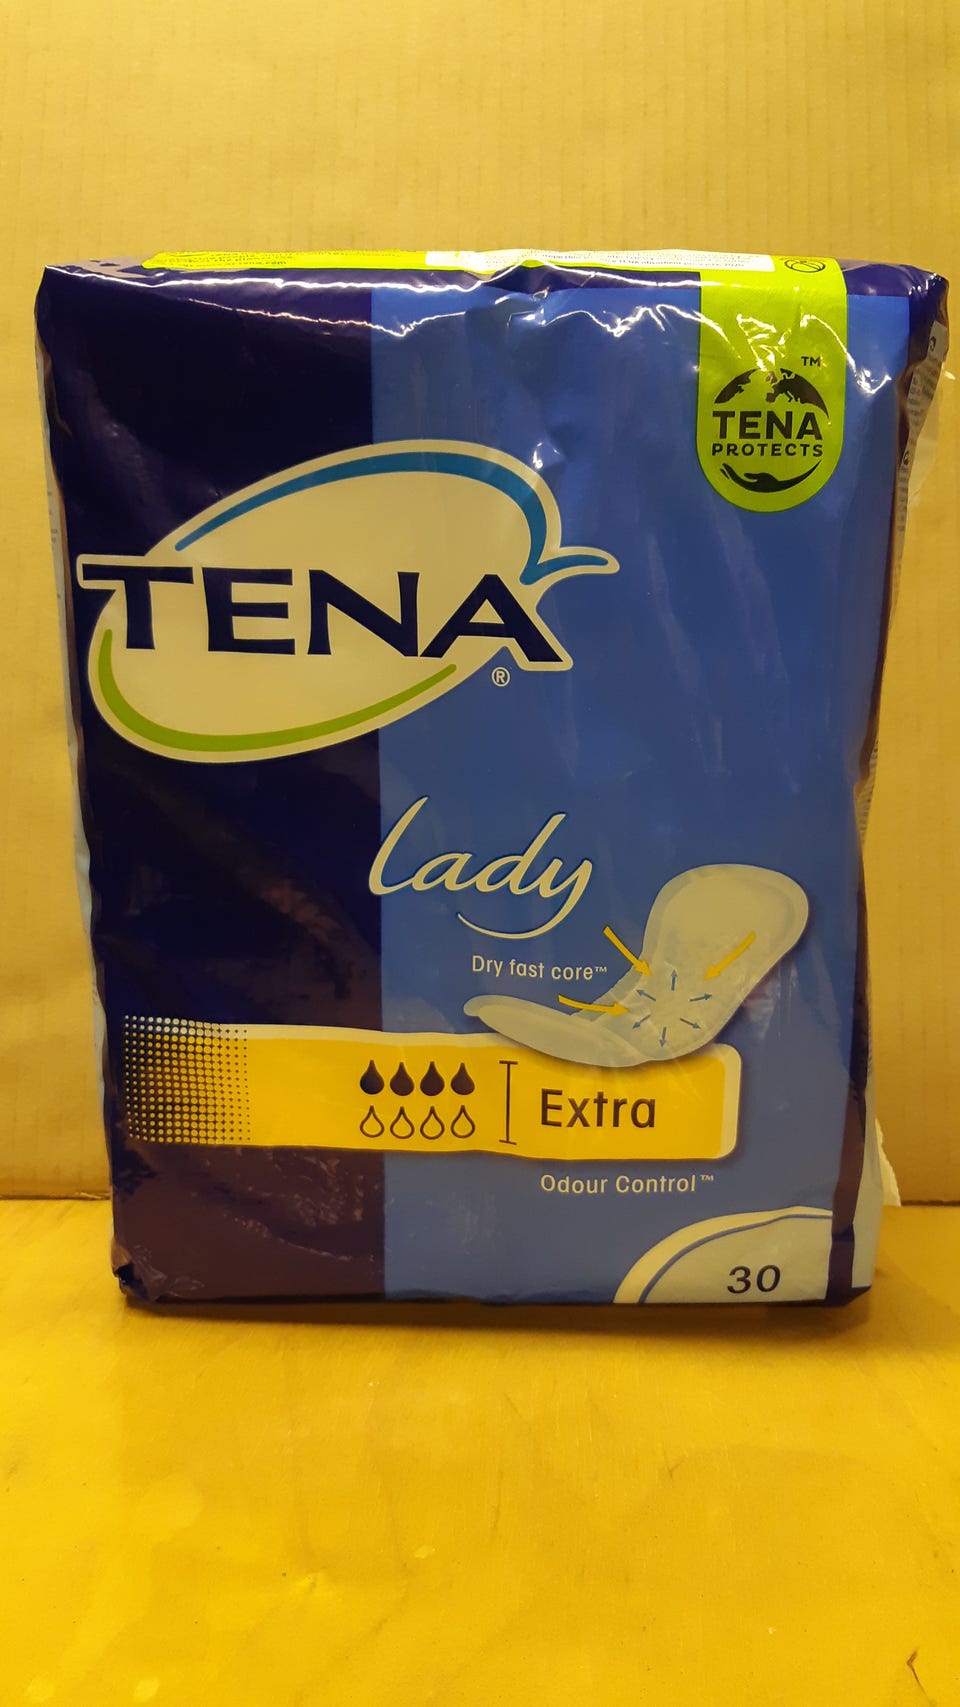 TM
TENA
PROTECTS
TENA
®
Lady
Dry fast core™
Extra
Odour Control™
30